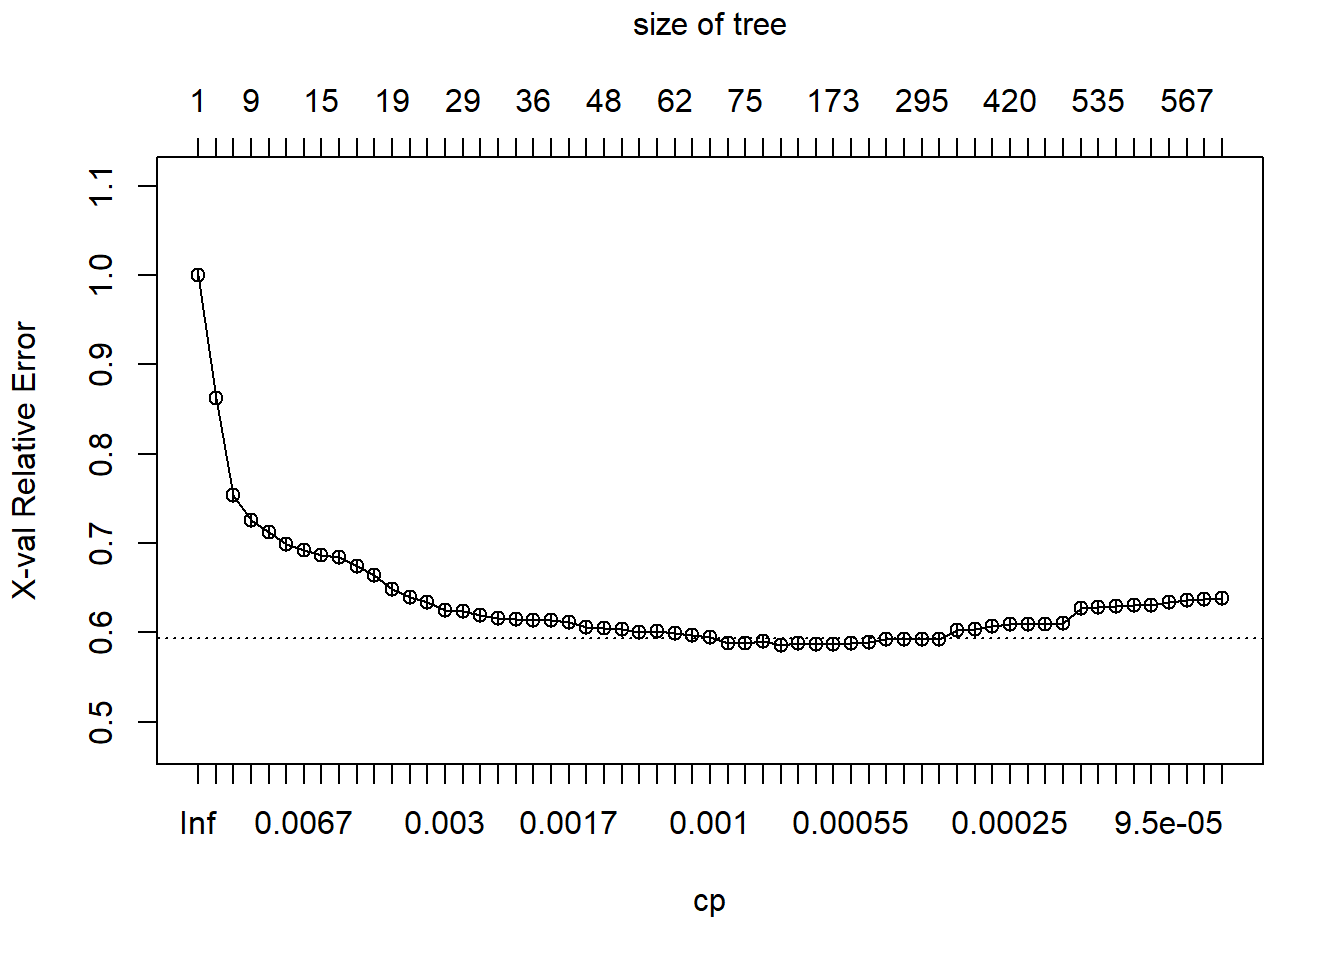 size of tree
1 9 15 19 29 36 48 62 75 173 295 420 535 567
X-val Relative Error
1.1
1.0
0.9
0.8
0.7
0.6
0.5
Inf 0.0067 0.003 0.0017 0.001 0.00055 0.00025 9.5e-05
cp